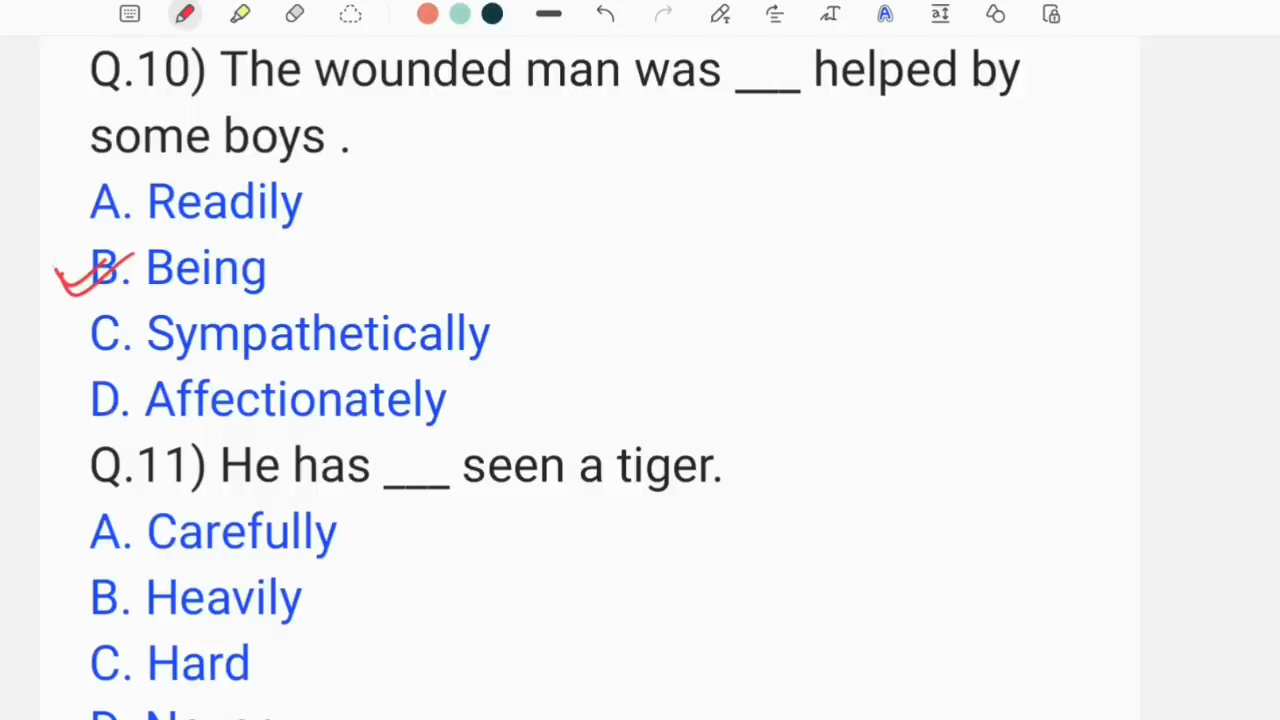 Q.10) The wounded man was ___ helped by
some boys .
A. Readily
B. Being
C. Sympathetically
D. Affectionately
Q.11) He has ___ seen a tiger.
A. Carefully
B. Heavily
C. Hard